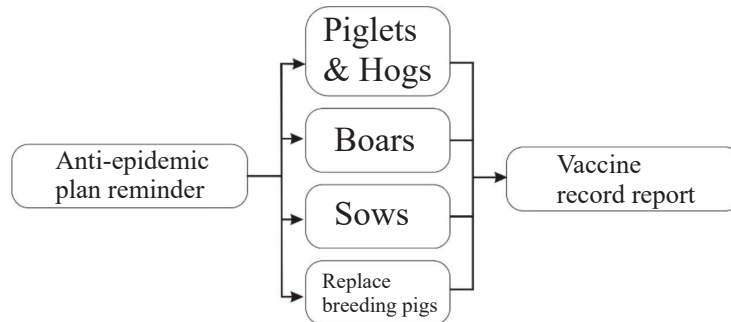 Piglets
& Hogs
Anti-epidemic
plan reminder
Boars
Sows
Replace
breeding pigs
Vaccine
record report